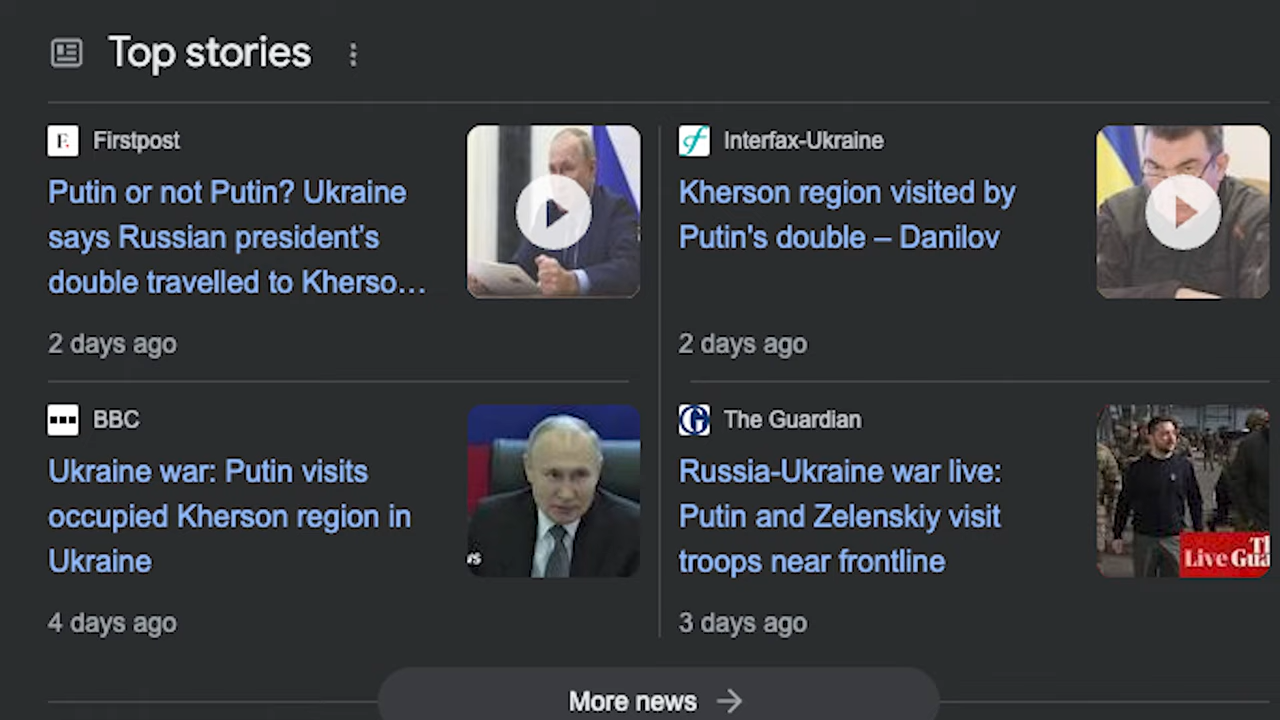 Top stories
Firstpost
Putin or not Putin? Ukraine
says Russian president's
double travelled to Kherso...
2 days ago
Interfax-Ukraine
Kherson region visited by
Putin's double – Danilov
2 days ago
BBC
Ukraine war: Putin visits
occupied Kherson region in
Ukraine
4 days ago
The Guardian
Russia-Ukraine war live:
Putin and Zelenskiy visit
troops near frontline
Live
3 days ago
More news